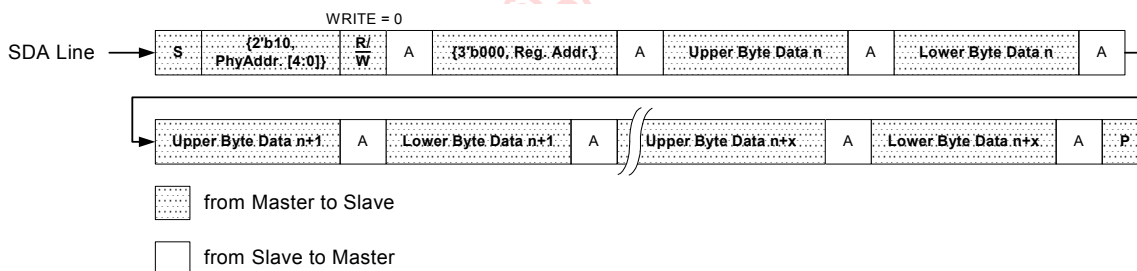 WRITE = 0
SDA Line S {2'b10, PhyAddr. [4:0]} R/W A {3'b000, Reg. Addr.} A Upper Byte Data n A Lower Byte Data n A
Upper Byte Data n+1 A Lower Byte Data n+1 A Upper Byte Data n+x A Lower Byte Data n+x A P
from Master to Slave
from Slave to Master